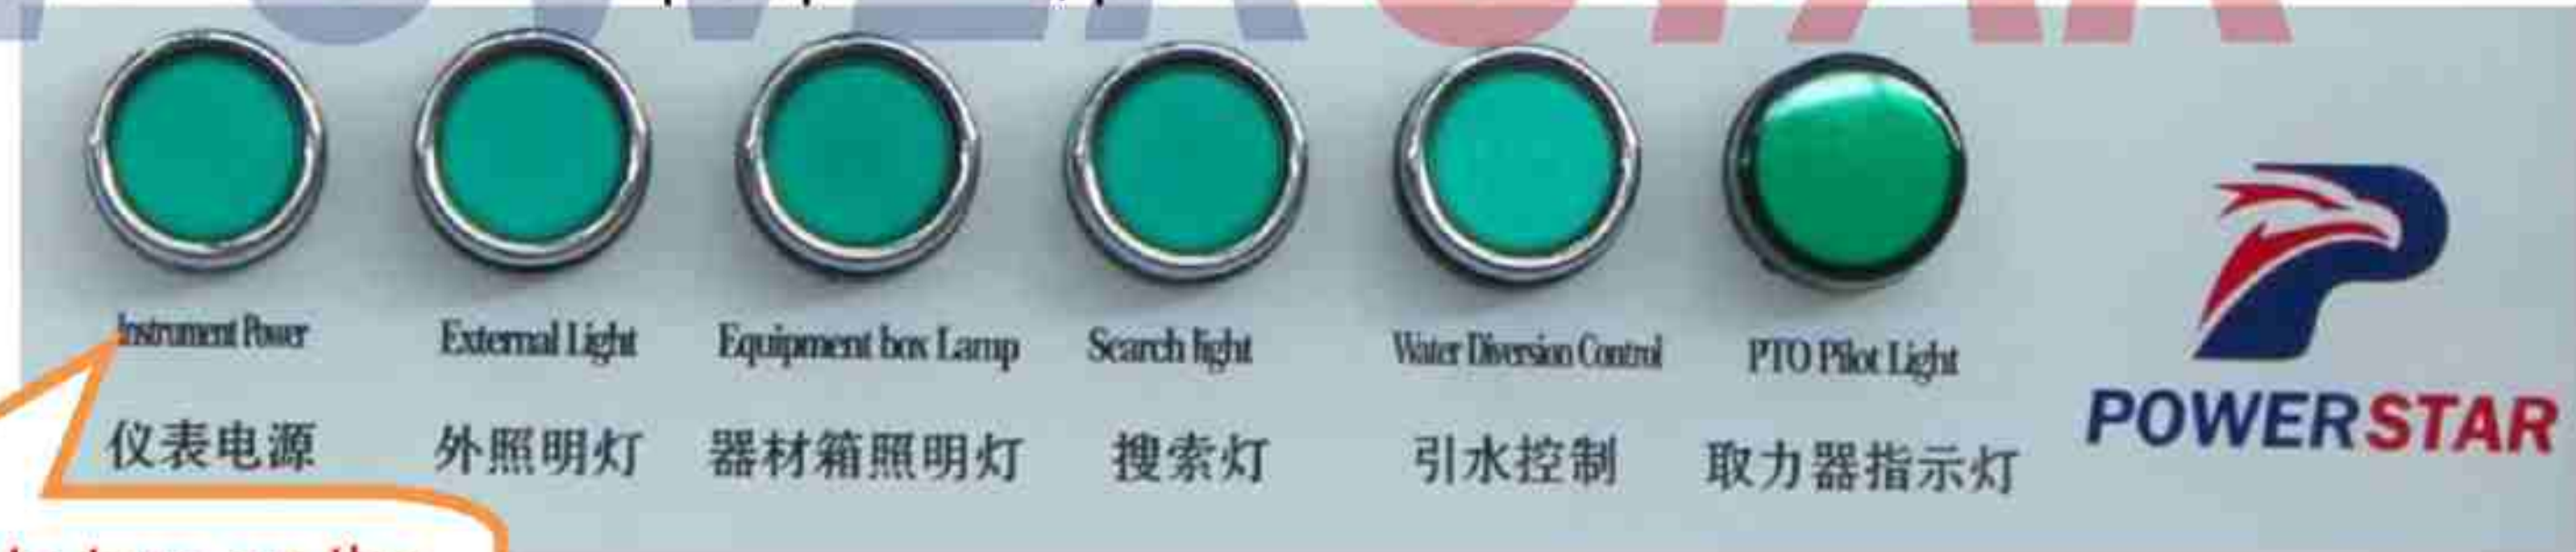 POWERSTAR
Instrument Power External Light Equipment box Lamp Search light Water Diversion Control PTO Pilot Light
仪表电源 外照明灯 器材箱照明灯 搜索灯 引水控制 取力器指示灯
POWERSTAR